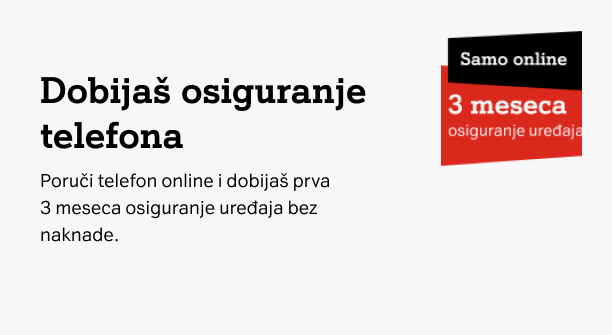 Dobijaš osiguranje
telefona
Poruči telefon online i dobijaš prva
3 meseca osiguranje uređaja bez
naknade.
Samo online
3 meseca
osiguranje uređaja